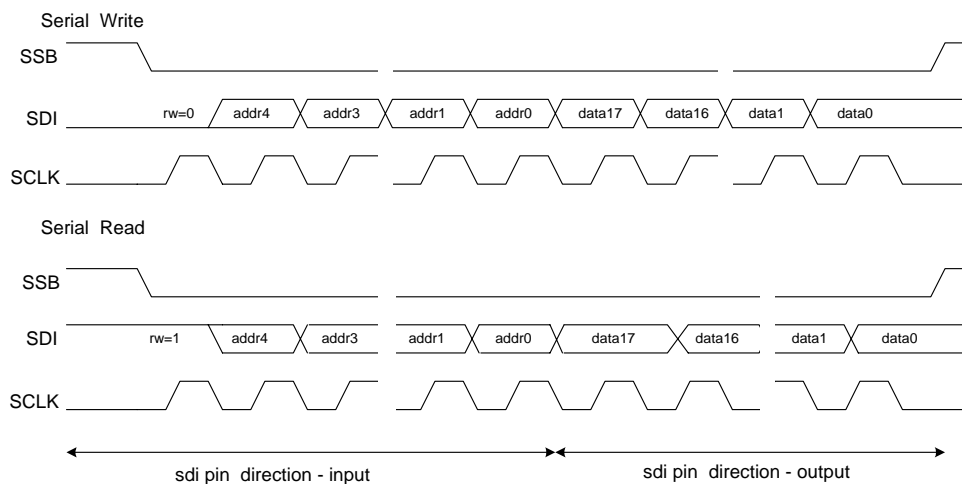 Serial Write
SSB
SDI rw=0 addr4 addr3 addr1 addr0 data17 data16 data1 data0
SCLK
Serial Read
SSB
SDI rw=1 addr4 addr3 addr1 addr0 data17 data16 data1 data0
SCLK
sdi pin direction - input sdi pin direction - output